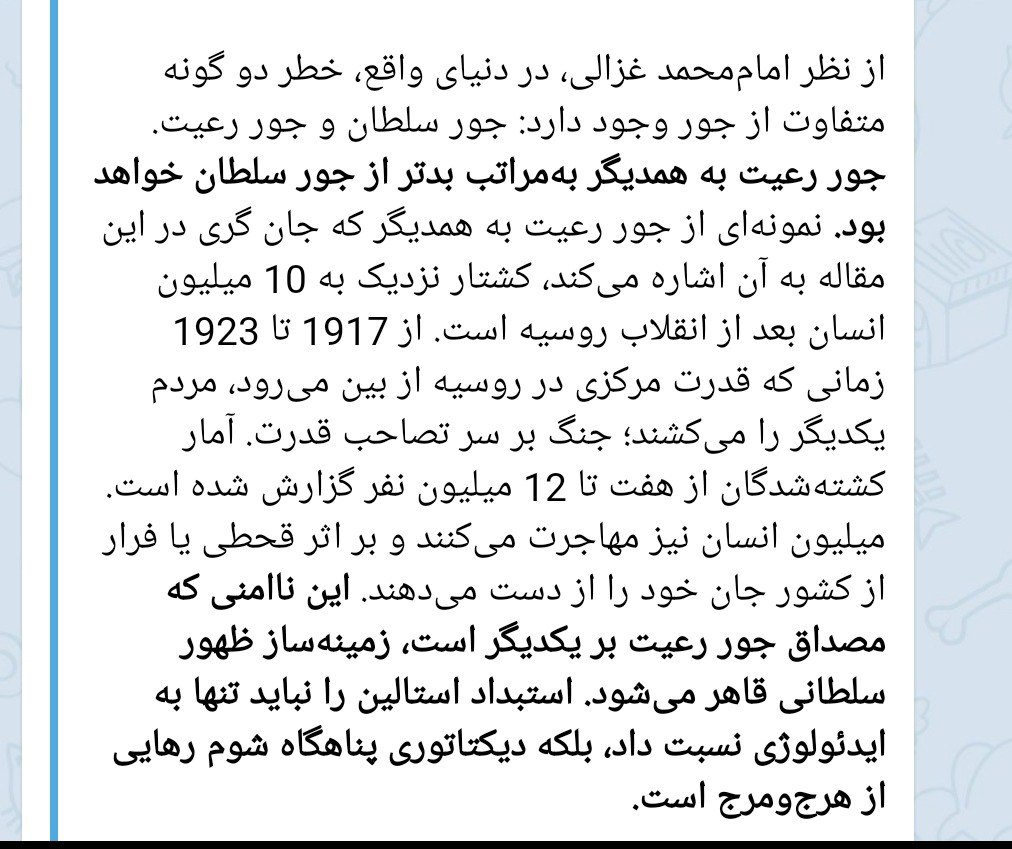 از نظر امام‌محمد غزالی، در دنیای واقع، خطر دو گونه
متفاوت از جور وجود دارد: جور سلطان و جور رعیت.
جور رعیت به همدیگر به‌مراتب بدتر از جور سلطان خواهد
بود. نمونه‌ای از جور رعیت به همدیگر که جان گری در این
مقاله به آن اشاره می‌کند، کشتار نزدیک به 10 میلیون
انسان بعد از انقلاب روسیه است. از 1917 تا 1923
زمانی که قدرت مرکزی در روسیه از بین می‌رود، مردم
یکدیگر را می‌کشند؛ جنگ بر سر تصاحب قدرت. آمار
کشته‌شدگان از هفت تا 12 میلیون نفر گزارش شده است.
میلیون انسان نیز مهاجرت می‌کنند و بر اثر قحطی یا فرار
از کشور جان خود را از دست می‌دهند. این ناامنی که
مصداق جور رعیت بر یکدیگر است، زمینه‌ساز ظهور
سلطانی قاهر می‌شود. استبداد استالین را نباید تنها به
ایدئولوژی نسبت داد، بلکه دیکتاتوری پناهگاه شوم رهایی
از هرج‌ومرج است.